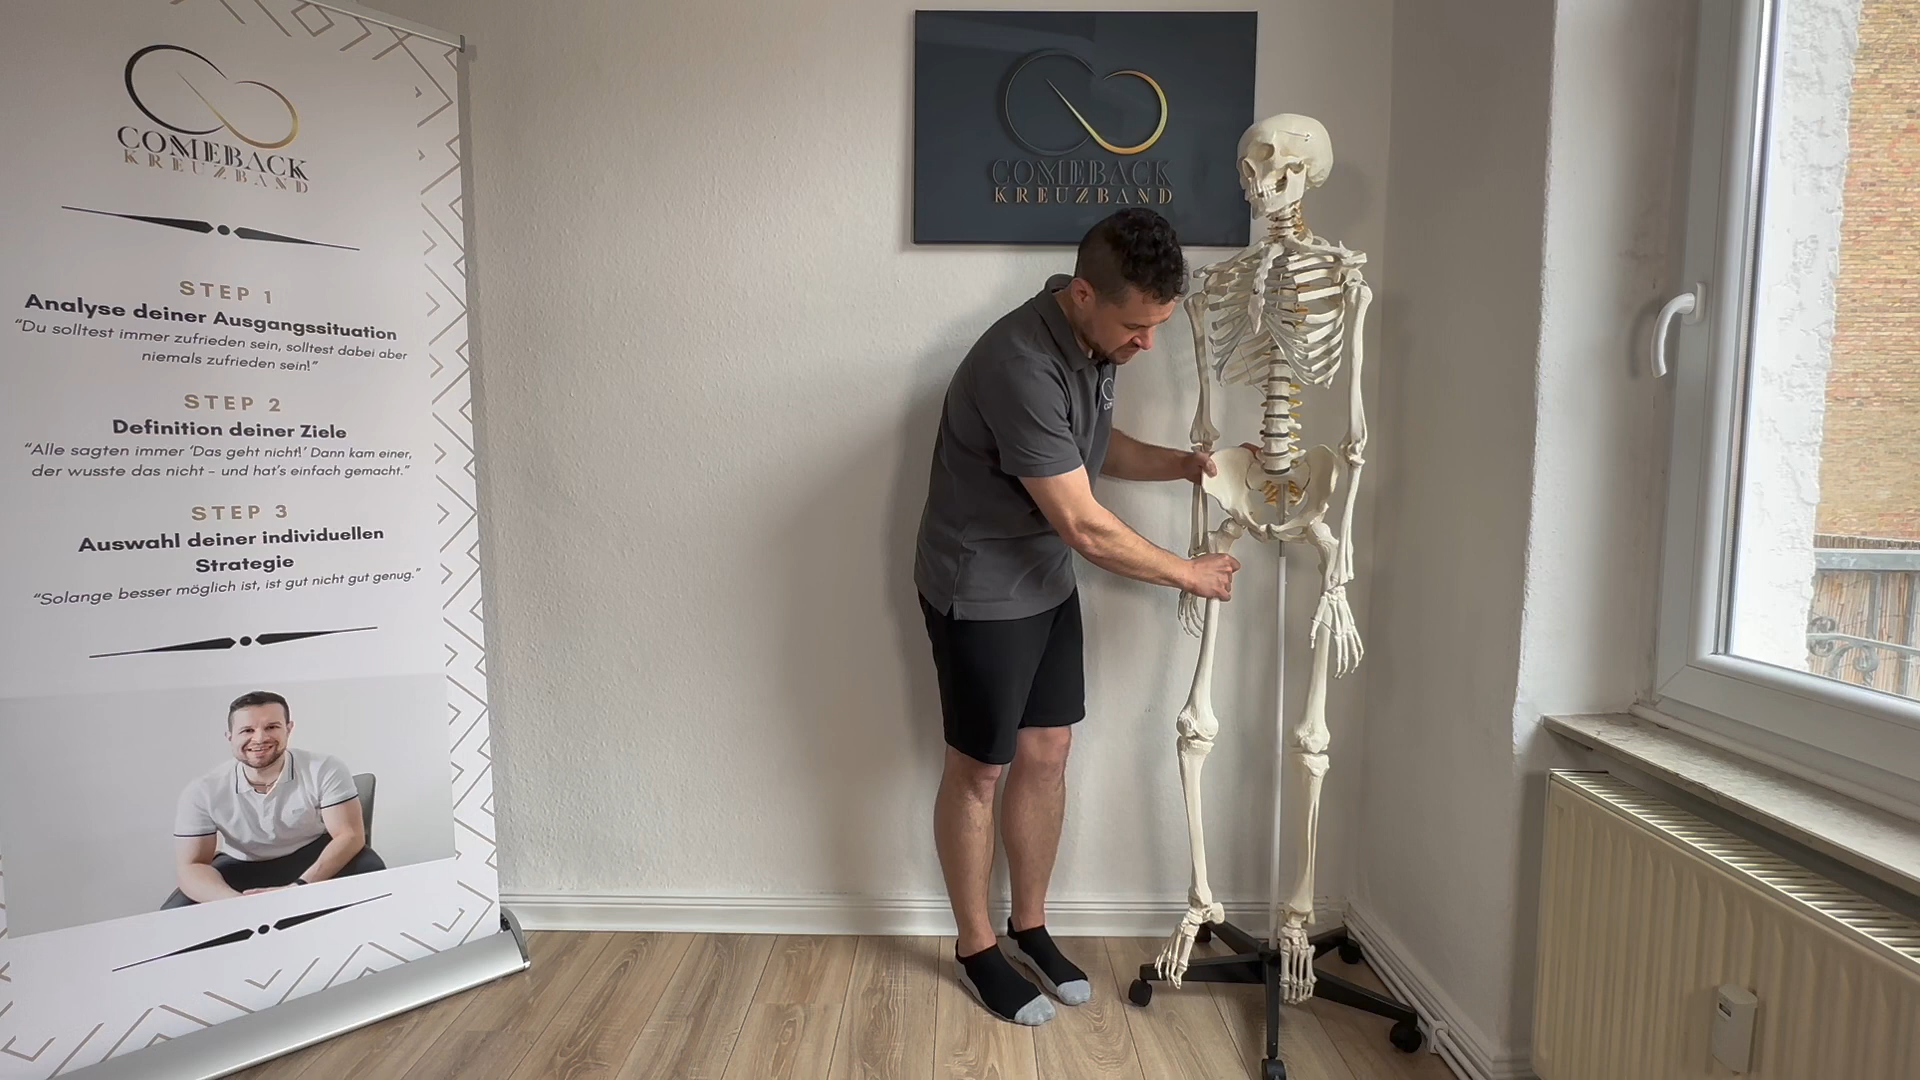 COMEBACK
KREUZBAND
STEP 1
Analyse deiner Ausgangssituation
“Du solltest immer zufrieden sein, solltest dabei aber
niemals zufrieden sein!”
STEP 2
Definition deiner Ziele
“Alle sagten immer ‘Das geht nicht!’ Dann kam einer,
der wusste das nicht – und hat’s einfach gemacht.”
STEP 3
Auswahl deiner individuellen
Strategie
“Solange besser möglich ist, ist gut nicht gut genug.”
COMEBACK
KREUZBAND